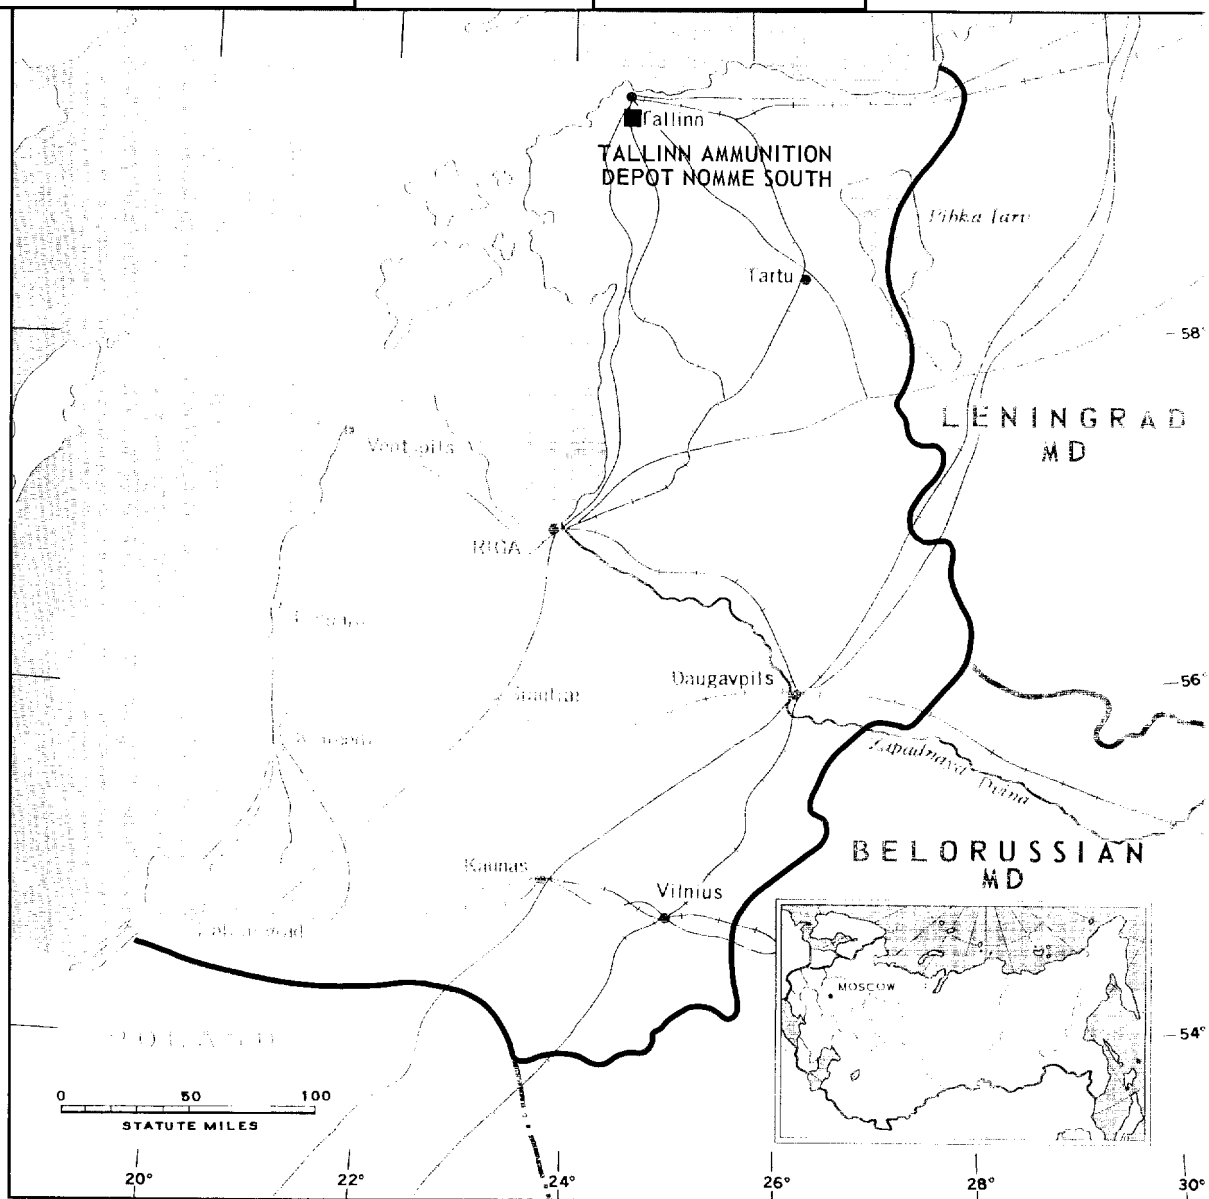 Tallinn
TALLINN AMMUNITION
DEPOT NOMME SOUTH
Tartu
58°
LENINGRAD
MD
RIGA
Daugavpils
56°
Zapadnaya Dvina
BELORUSSIAN
MD
Kaunas
Vilnius
MOSCOW
POLAND
54°
0 50 100
STATUTE MILES
20° 22° 24° 26° 28° 30°